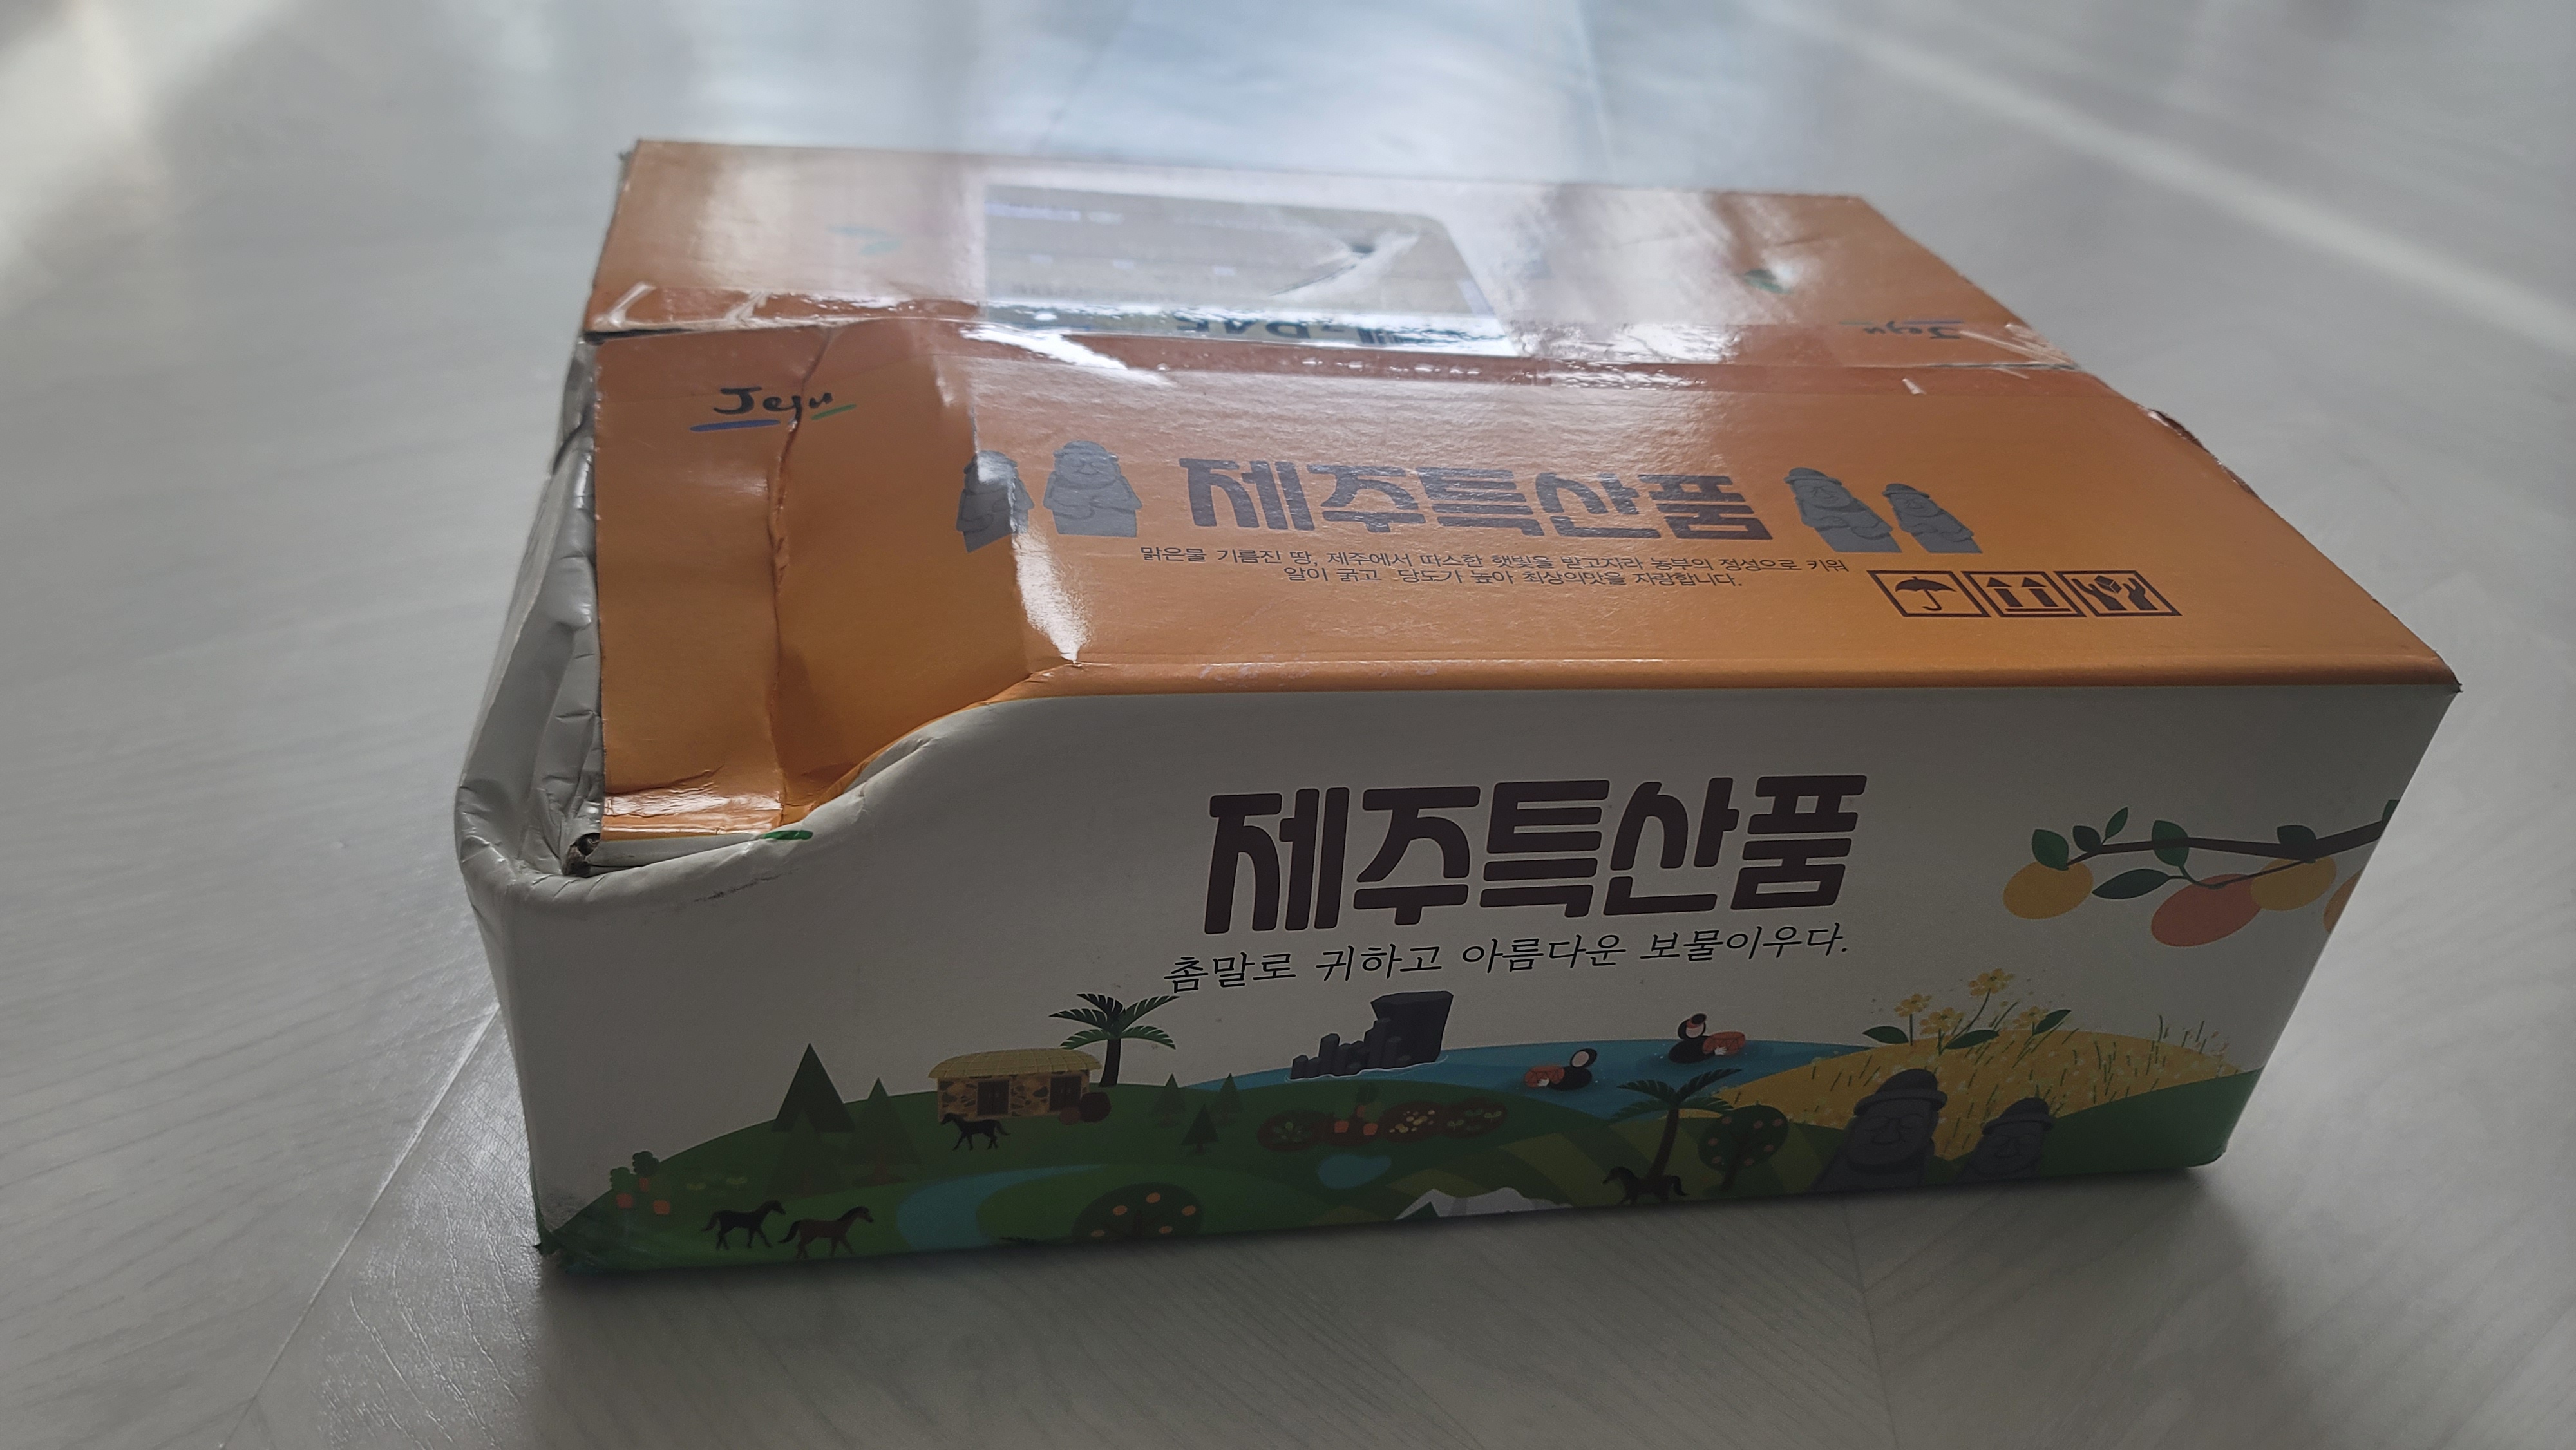 Jeju
Jeju
제주특산품
맑은물 기름진 땅, 제주에서 따스한 햇빛을 받고자라 농부의 정성으로 키워
알이 굵고 당도가 높아 최상의맛을 자랑합니다.
제주특산품
촘말로 귀하고 아름다운 보물이우다.